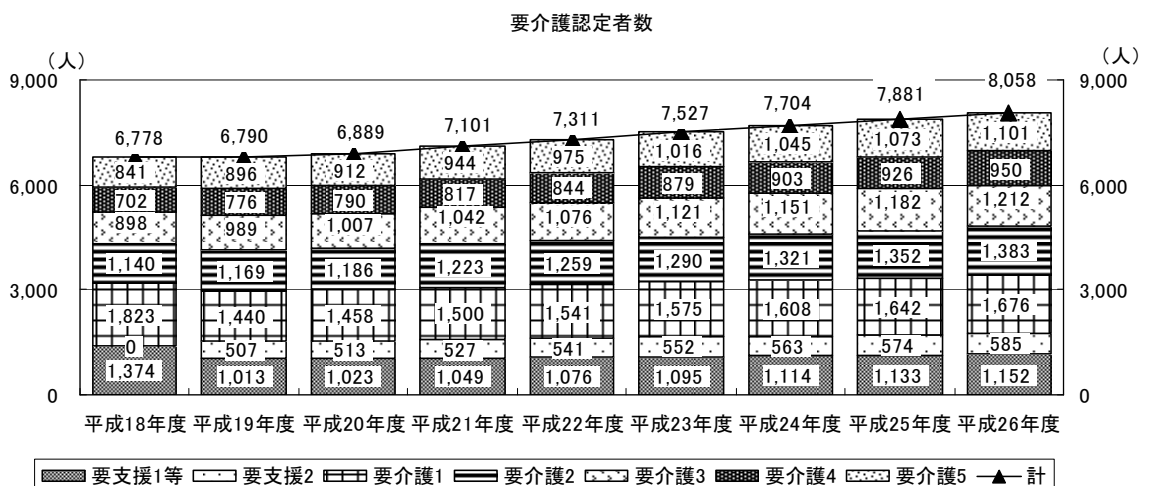 要介護認定者数
（人） （人）
9,000 9,000
6,778 6,790 6,889 7,101 7,311 7,527 7,704 7,881 8,058
841 896 912 944 975 1,016 1,045 1,073 1,101
6,000 6,000
702 776 790 817 844 879 903 926 950
898 989 1,007 1,042 1,076 1,121 1,151 1,182 1,212
1,140 1,169 1,186 1,223 1,259 1,290 1,321 1,352 1,383
3,000 3,000
1,823 1,440 1,458 1,500 1,541 1,575 1,608 1,642 1,676
0 507 513 527 541 552 563 574 585
1,374 1,013 1,023 1,049 1,076 1,095 1,114 1,133 1,152
0 0
平成18年度 平成19年度 平成20年度 平成21年度 平成22年度 平成23年度 平成24年度 平成25年度 平成26年度
要支援1等 要支援2 要介護1 要介護2 要介護3 要介護4 要介護5 計